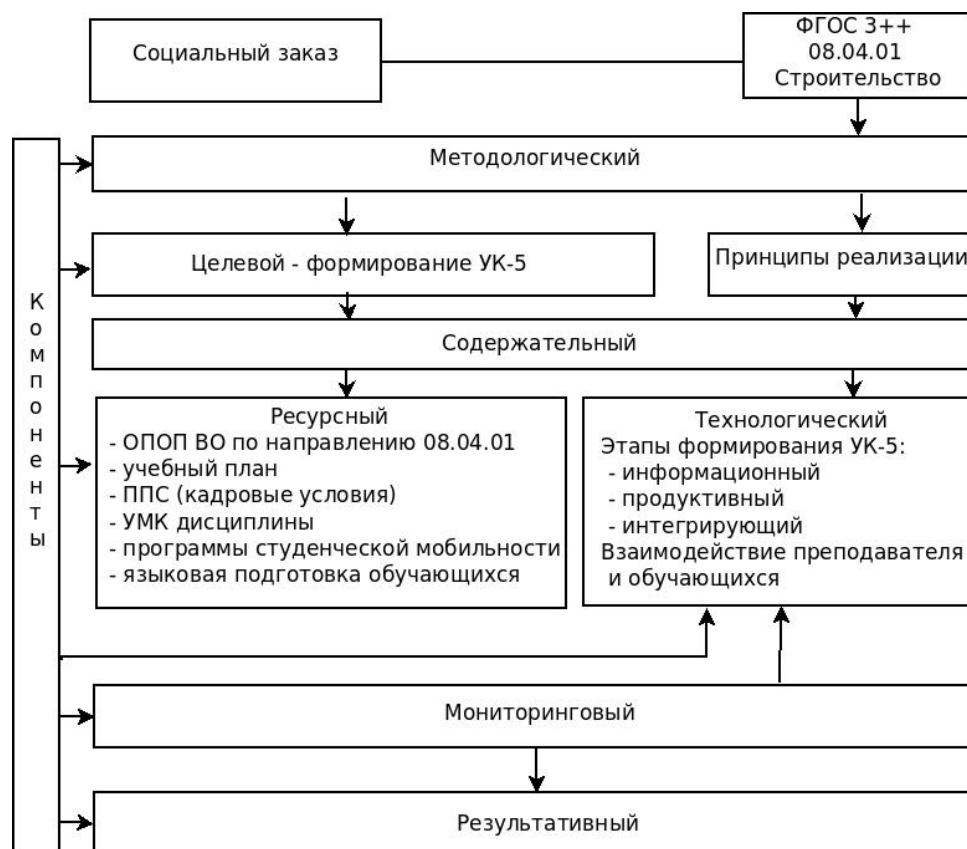 Социальный заказ
ФГОС 3++
08.04.01
Строительство
Компоненты
Методологический
Целевой - формирование УК-5
Принципы реализации
Содержательный
Ресурсный
- ОПОП ВО по направлению 08.04.01
- учебный план
- ППС (кадровые условия)
- УМК дисциплины
- программы студенческой мобильности
- языковая подготовка обучающихся
Технологический
Этапы формирования УК-5:
- информационный
- продуктивный
- интегрирующий
Взаимодействие преподавателя
и обучающихся
Мониторинговый
Результативный